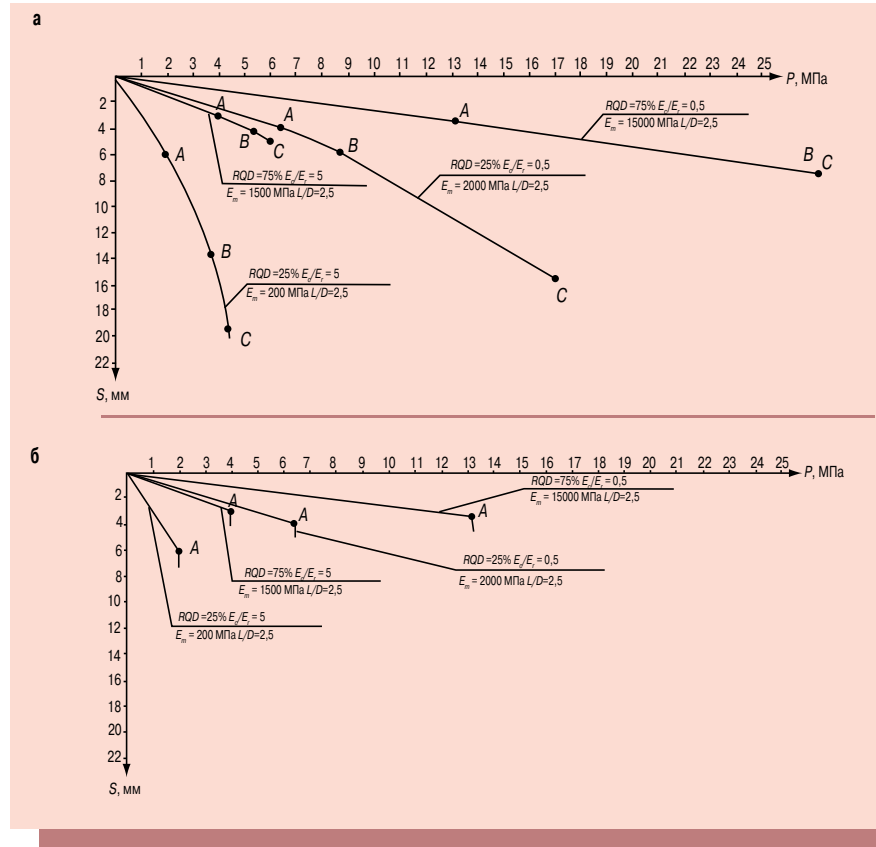 а
1 2 3 4 5 6 7 8 9 10 11 12 13 14 15 16 17 18 19 20 21 22 23 24 25
P, МПа
2
4
6
8
10
12
14
16
18
20
22
S, мм
A
A
A
B
C
B
B C
A
B
C
C
RQD =75% Ed/Er = 0,5
Em = 15000 МПа L/D=2,5
RQD =25% Ed/Er = 0,5
Em = 2000 МПа L/D=2,5
RQD =75% Ed/Er = 5
Em = 1500 МПа L/D=2,5
RQD =25% Ed/Er = 5
Em = 200 МПа L/D=2,5
б
1 2 3 4 5 6 7 8 9 10 11 12 13 14 15 16 17 18 19 20 21 22 23 24 25
P, МПа
2
4
6
8
10
12
14
16
18
20
22
S, мм
A
A
A
A
RQD =75% Ed/Er = 0,5
Em = 15000 МПа L/D=2,5
RQD =25% Ed/Er = 0,5
Em = 2000 МПа L/D=2,5
RQD =75% Ed/Er = 5
Em = 1500 МПа L/D=2,5
RQD =25% Ed/Er = 5
Em = 200 МПа L/D=2,5